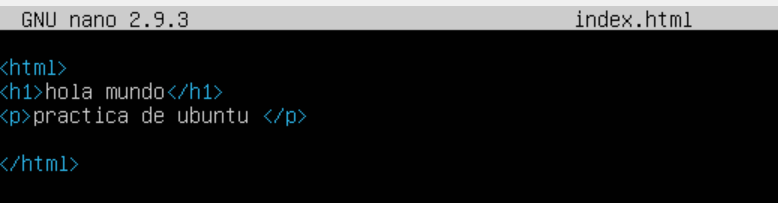 GNU nano 2.9.3 index.html
<html>
<h1>hola mundo</h1>
<p>practica de ubuntu </p>
</html>